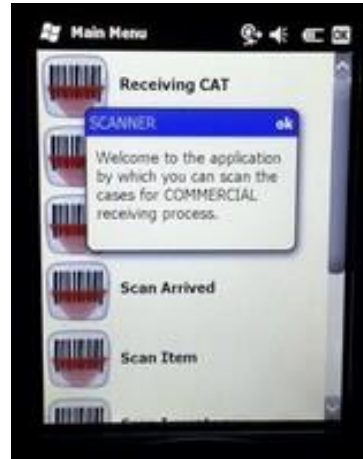 Main Menu
OK
Receiving CAT
SCANNER
ok
Welcome to the application
by which you can scan the
cases for COMMERCIAL
receiving process.
Scan Arrived
Scan Item